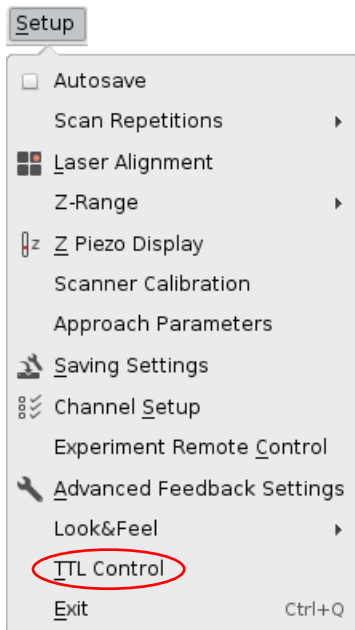 Setup
Autosave
Scan Repetitions
Laser Alignment
Z-Range
z Z Piezo Display
Scanner Calibration
Approach Parameters
Saving Settings
Channel Setup
Experiment Remote Control
Advanced Feedback Settings
Look&Feel
TTL Control
Exit Ctrl+Q